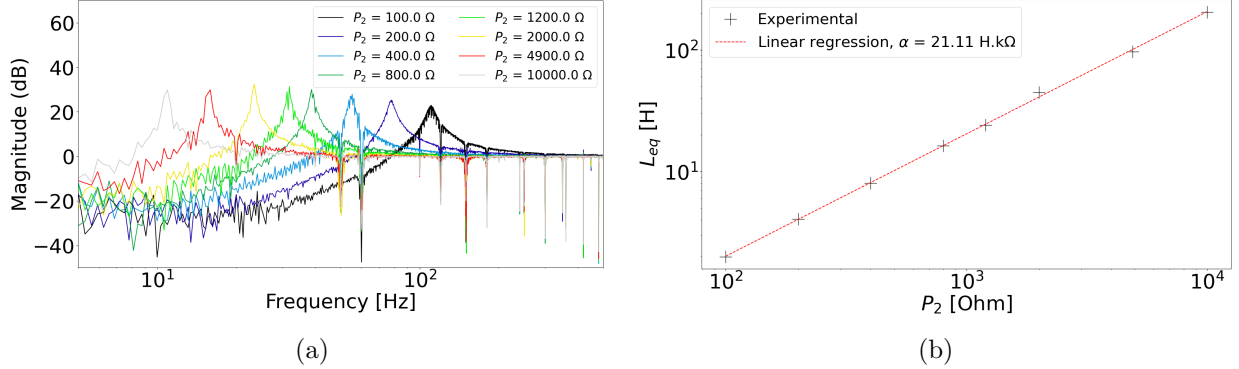 60
40
20
0
−20
−40
Magnitude (dB)
10¹
10²
Frequency [Hz]
P₂ = 100.0 Ω
P₂ = 200.0 Ω
P₂ = 400.0 Ω
P₂ = 800.0 Ω
P₂ = 1200.0 Ω
P₂ = 2000.0 Ω
P₂ = 4900.0 Ω
P₂ = 10000.0 Ω
(a)
Experimental
Linear regression, α = 21.11 H.kΩ
10²
10¹
L_eq [H]
10²
10³
10⁴
P₂ [Ohm]
(b)